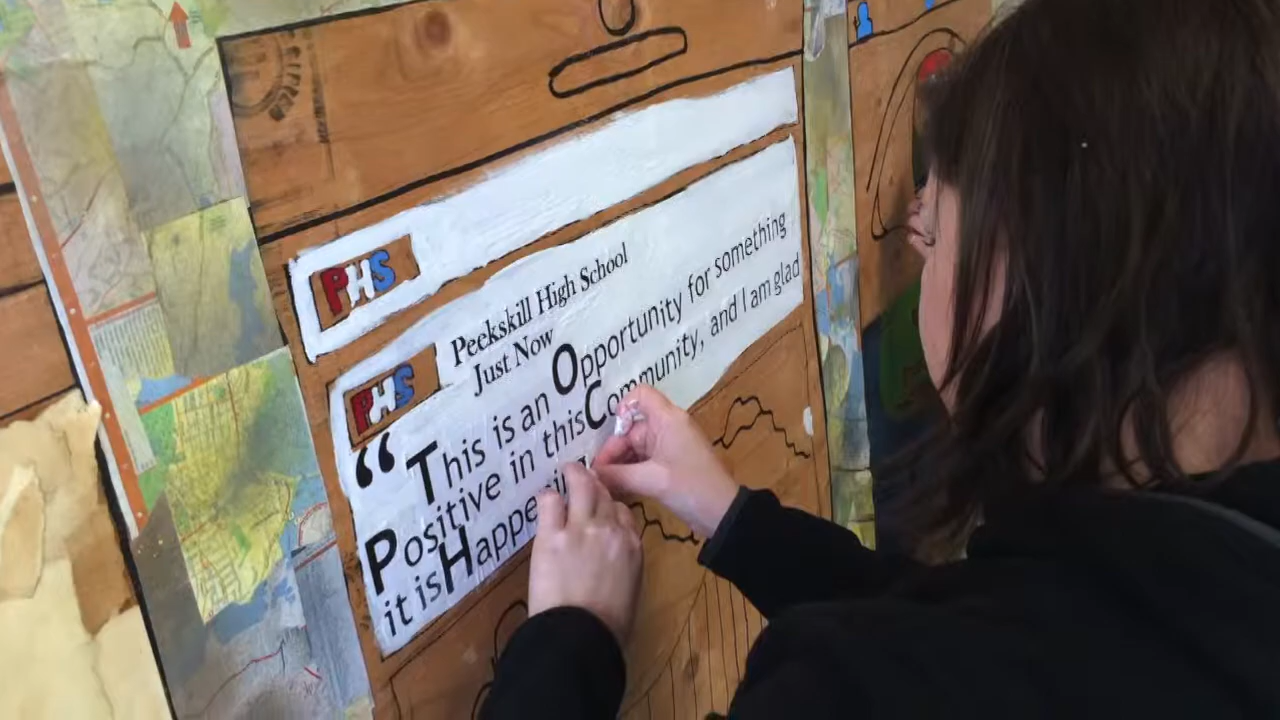 PHS
PHS
Peekskill High School
Just Now
“This is an Opportunity for something
Positive in this Community, and I am glad
it is Happening